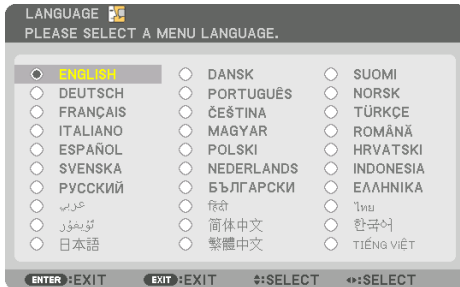 LANGUAGE
PLEASE SELECT A MENU LANGUAGE.
ENGLISH DANSK SUOMI
DEUTSCH PORTUGUÊS NORSK
FRANÇAIS ČEŠTINA TÜRKÇE
ITALIANO MAGYAR ROMÂNĂ
ESPAÑOL POLSKI HRVATSKI
SVENSKA NEDERLANDS INDONESIA
РУССКИЙ БЪЛГАРСКИ ΕΛΛΗΝΙΚΑ
عربي हिंदी ไทย
ئۇيغۇر 简体中文 한국어
日本語 繁體中文 TIẾNG VIỆT
ENTER:EXIT EXIT:EXIT :SELECT :SELECT